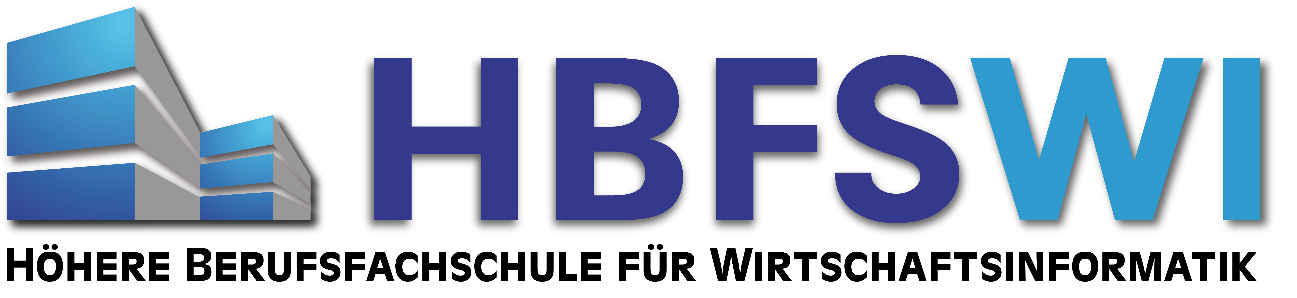 HBFSWI
HÖHERE BERUFSFACHSCHULE FÜR WIRTSCHAFTSINFORMATIK